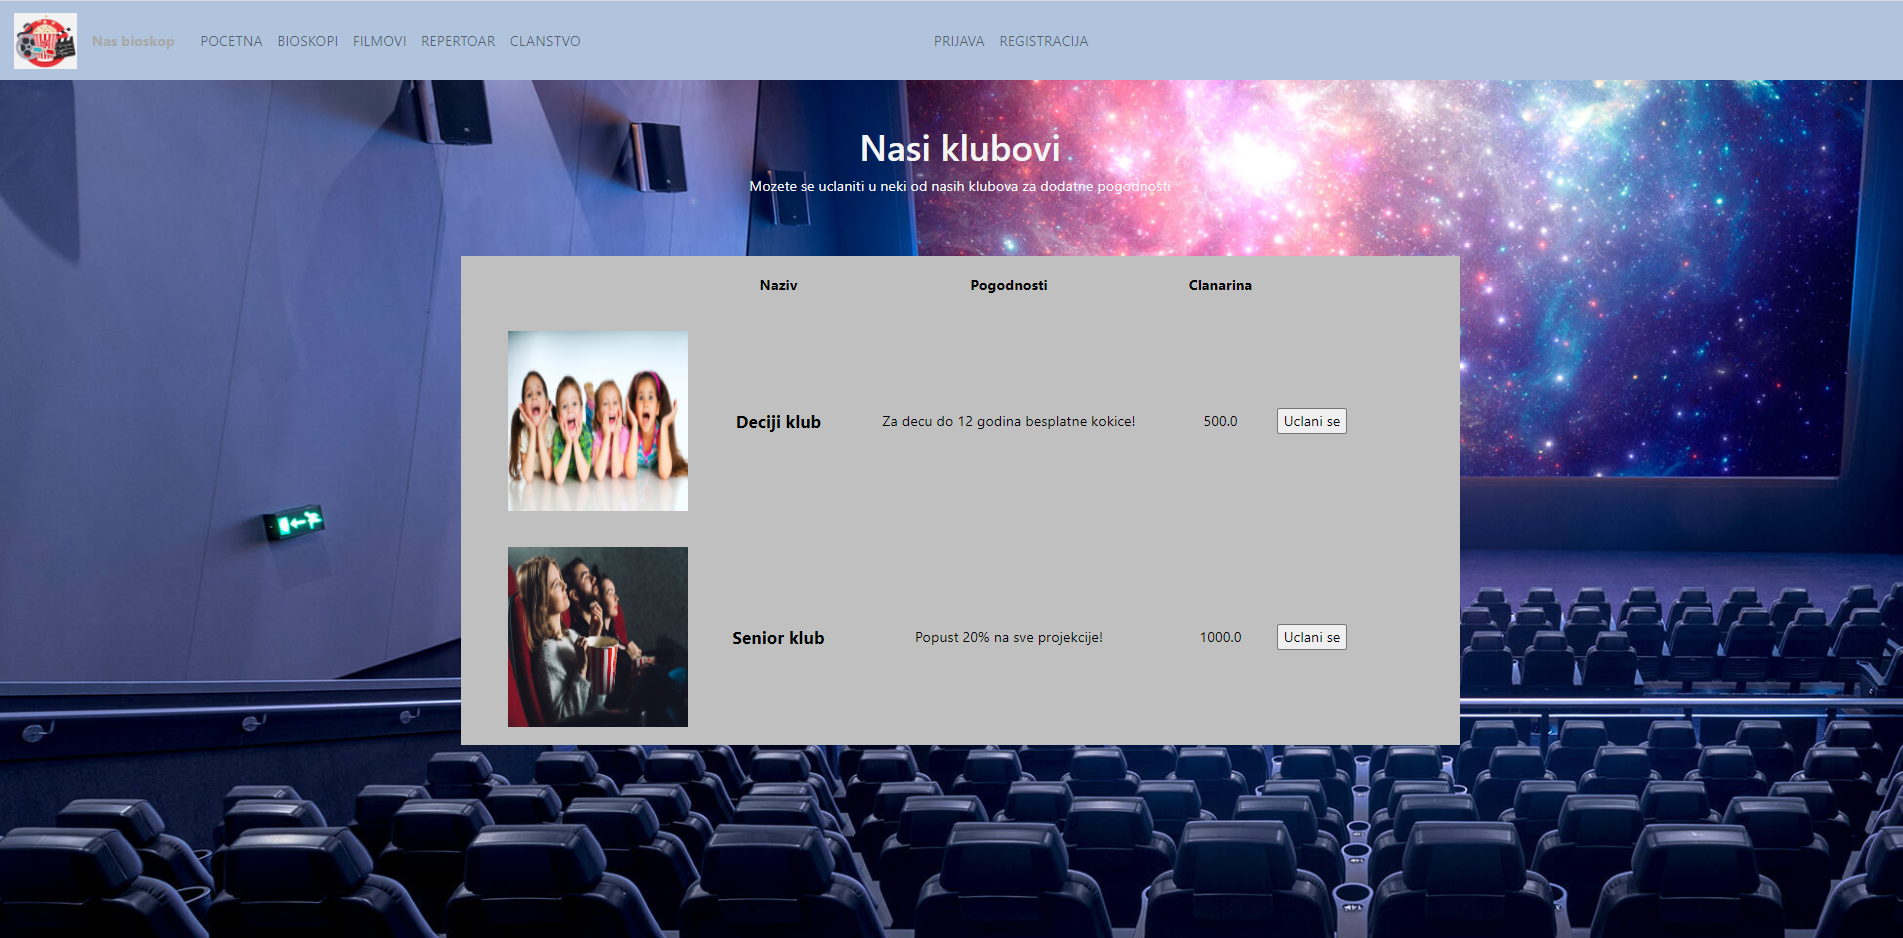 Nas bioskop POCETNA BIOSKOPI FILMOVI REPERTOAR CLANSTVO PRIJAVA REGISTRACIJA
Nasi klubovi
Mozete se uclaniti u neki od nasih klubova za dodatne pogodnosti
Naziv Pogodnosti Clanarina
Deciji klub Za decu do 12 godina besplatne kokice! 500.0 Uclani se
Senior klub Popust 20% na sve projekcije! 1000.0 Uclani se